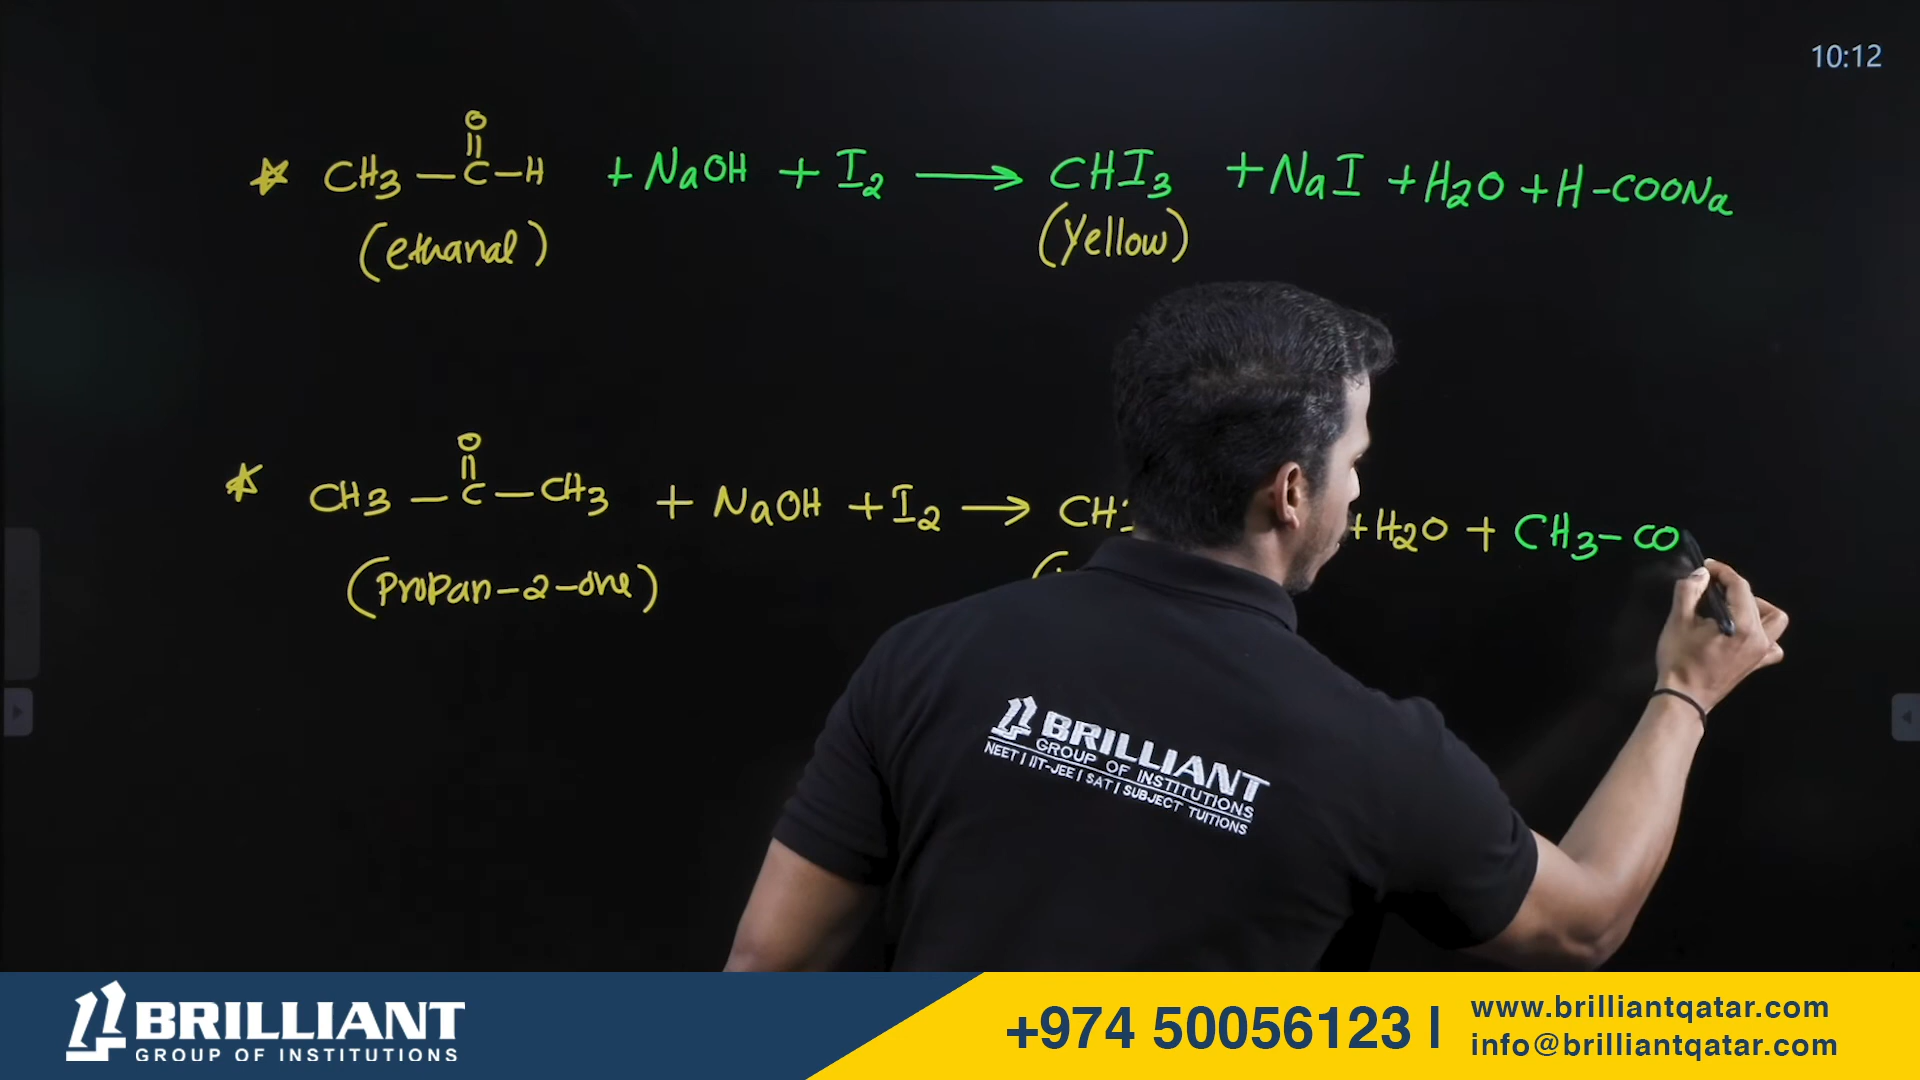 10:12
O
CH3 — C — H + NaOH + I2 ⟶ CHI3 + NaI + H2O + H-COONa
(ethanal) (Yellow)
O
CH3 — C — CH3 + NaOH + I2 ⟶ CHI +H2O + CH3-CO
(Propan-2-one) (
BRILLIANT
GROUP OF INSTITUTIONS
NEET | IIT-JEE | SAT | SUBJECT TUITIONS
BRILLIANT
GROUP OF INSTITUTIONS
+974 50056123 |
www.brilliantqatar.com
info@brilliantqatar.com